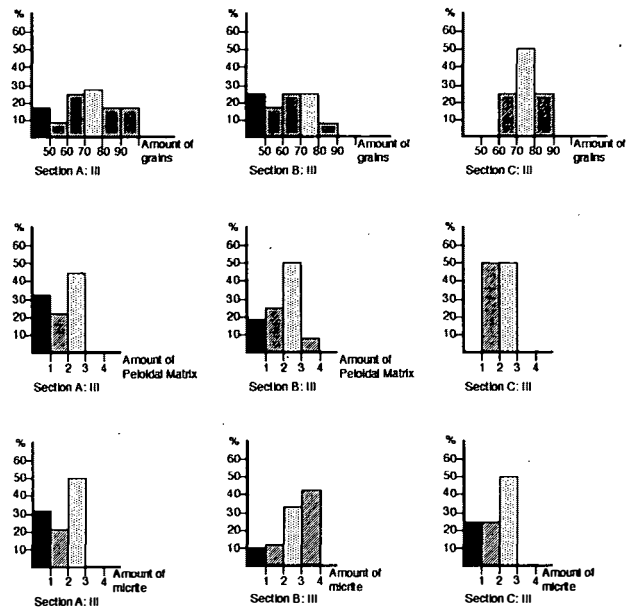 % % %
60 60 60
50 50 50
40 40 40
30 30 30
20 20 20
10 10 10
50 60 70 80 90 Amount of grains
50 60 70 80 90 Amount of grains
50 60 70 80 90 Amount of grains
Section A: III Section B: III Section C: III
% % %
60 60 60
50 50 50
40 40 40
30 30 30
20 20 20
10 10 10
1 2 3 4 Amount of Peloidal Matrix
1 2 3 4 Amount of Peloidal Matrix
1 2 3 4
Section A: III Section B: III Section C: III
% % %
60 60 60
50 50 50
40 40 40
30 30 30
20 20 20
10 10 10
1 2 3 4 Amount of micrite
1 2 3 4 Amount of micrite
1 2 3 4 Amount of micrite
Section A: III Section B: III Section C: III